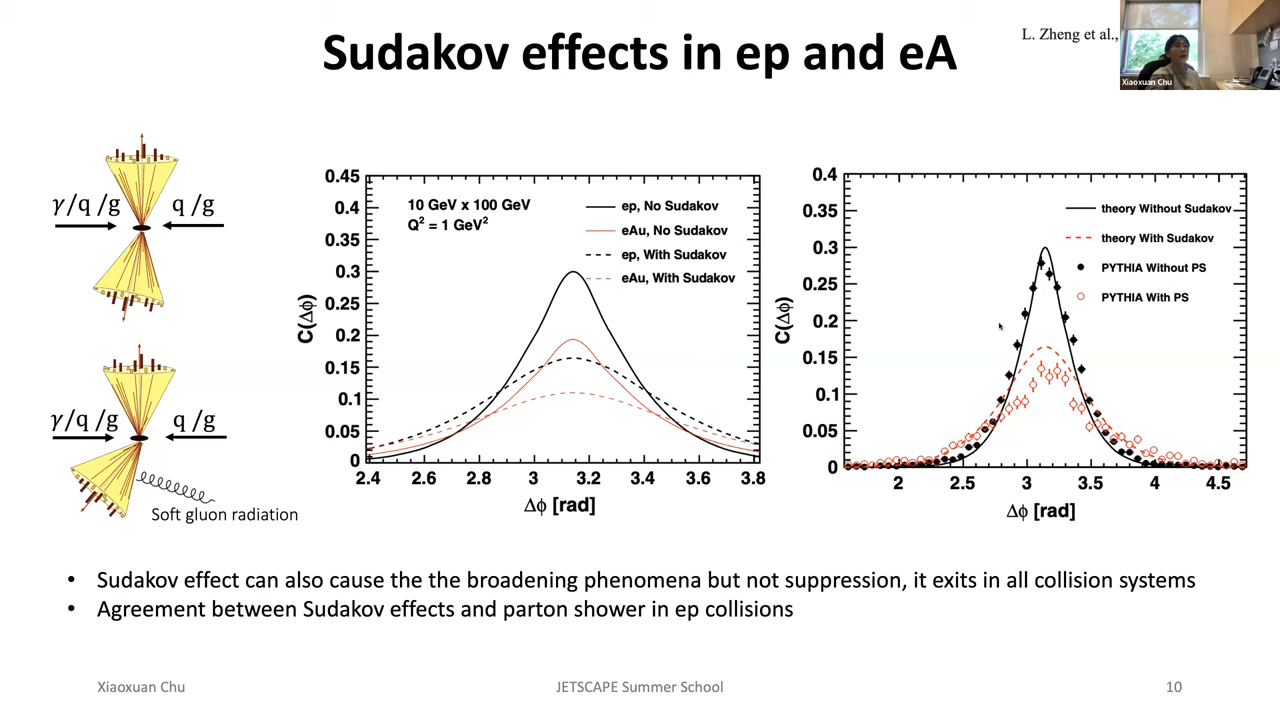 Sudakov effects in ep and eA
L. Zheng et al.,
Xiaoxuan Chu
γ/q /g
q /g
γ/q /g
q /g
Soft gluon radiation
C(Δϕ)
0.45
0.4
0.35
0.3
0.25
0.2
0.15
0.1
0.05
0
10 GeV x 100 GeV
Q² = 1 GeV²
ep, No Sudakov
eAu, No Sudakov
ep, With Sudakov
eAu, With Sudakov
2.4 2.6 2.8 3 3.2 3.4 3.6 3.8
Δϕ [rad]
C(Δϕ)
0.4
0.35
0.3
0.25
0.2
0.15
0.1
0.05
0
theory Without Sudakov
theory With Sudakov
PYTHIA Without PS
PYTHIA With PS
2 2.5 3 3.5 4 4.5
Δϕ [rad]
• Sudakov effect can also cause the the broadening phenomena but not suppression, it exits in all collision systems
• Agreement between Sudakov effects and parton shower in ep collisions
Xiaoxuan Chu
JETSCAPE Summer School
10